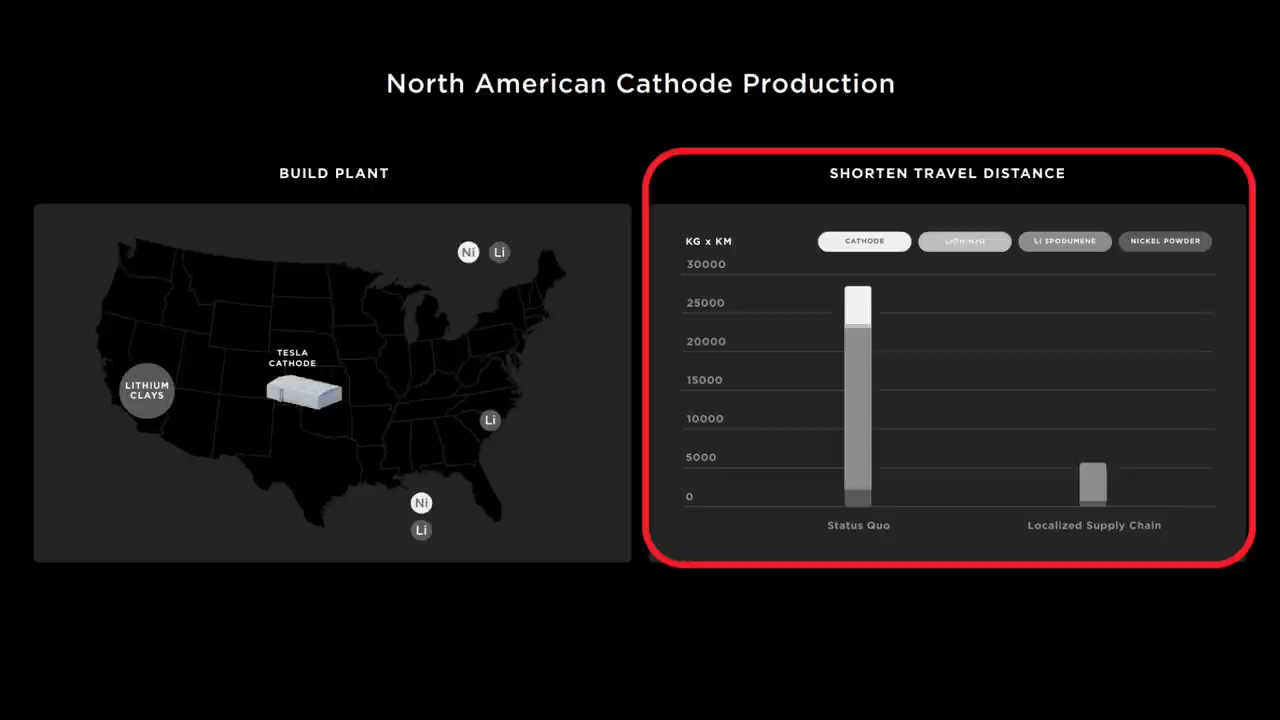 North American Cathode Production
BUILD PLANT
Ni Li
TESLA
CATHODE
LITHIUM
CLAYS
Li
Ni
Li
SHORTEN TRAVEL DISTANCE
KG x KM
CATHODE
LI SPODUMENE
NICKEL POWDER
30000
25000
20000
15000
10000
5000
0
Status Quo
Localized Supply Chain